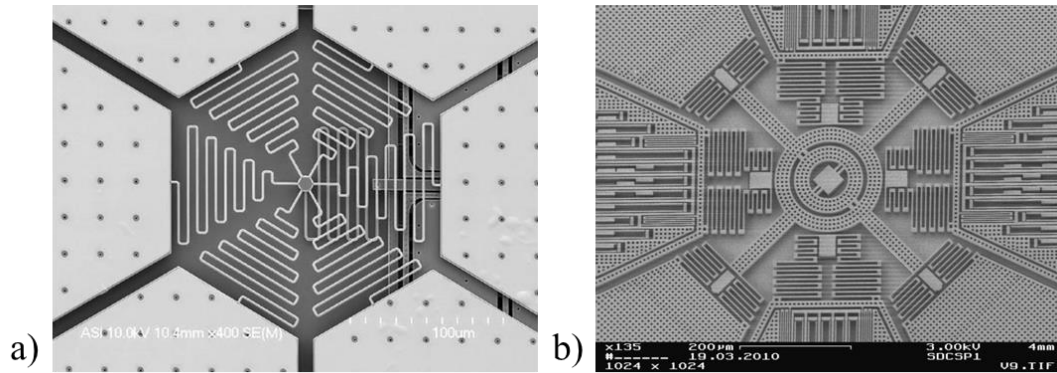 a)
ASI 10.0kV 10.4mm x400 SE(M)
100um
b)
x135 200µm 3.00kV 4mm
#------ 19.03.2010 SDCSP1
1024 x 1024 V9.TIF